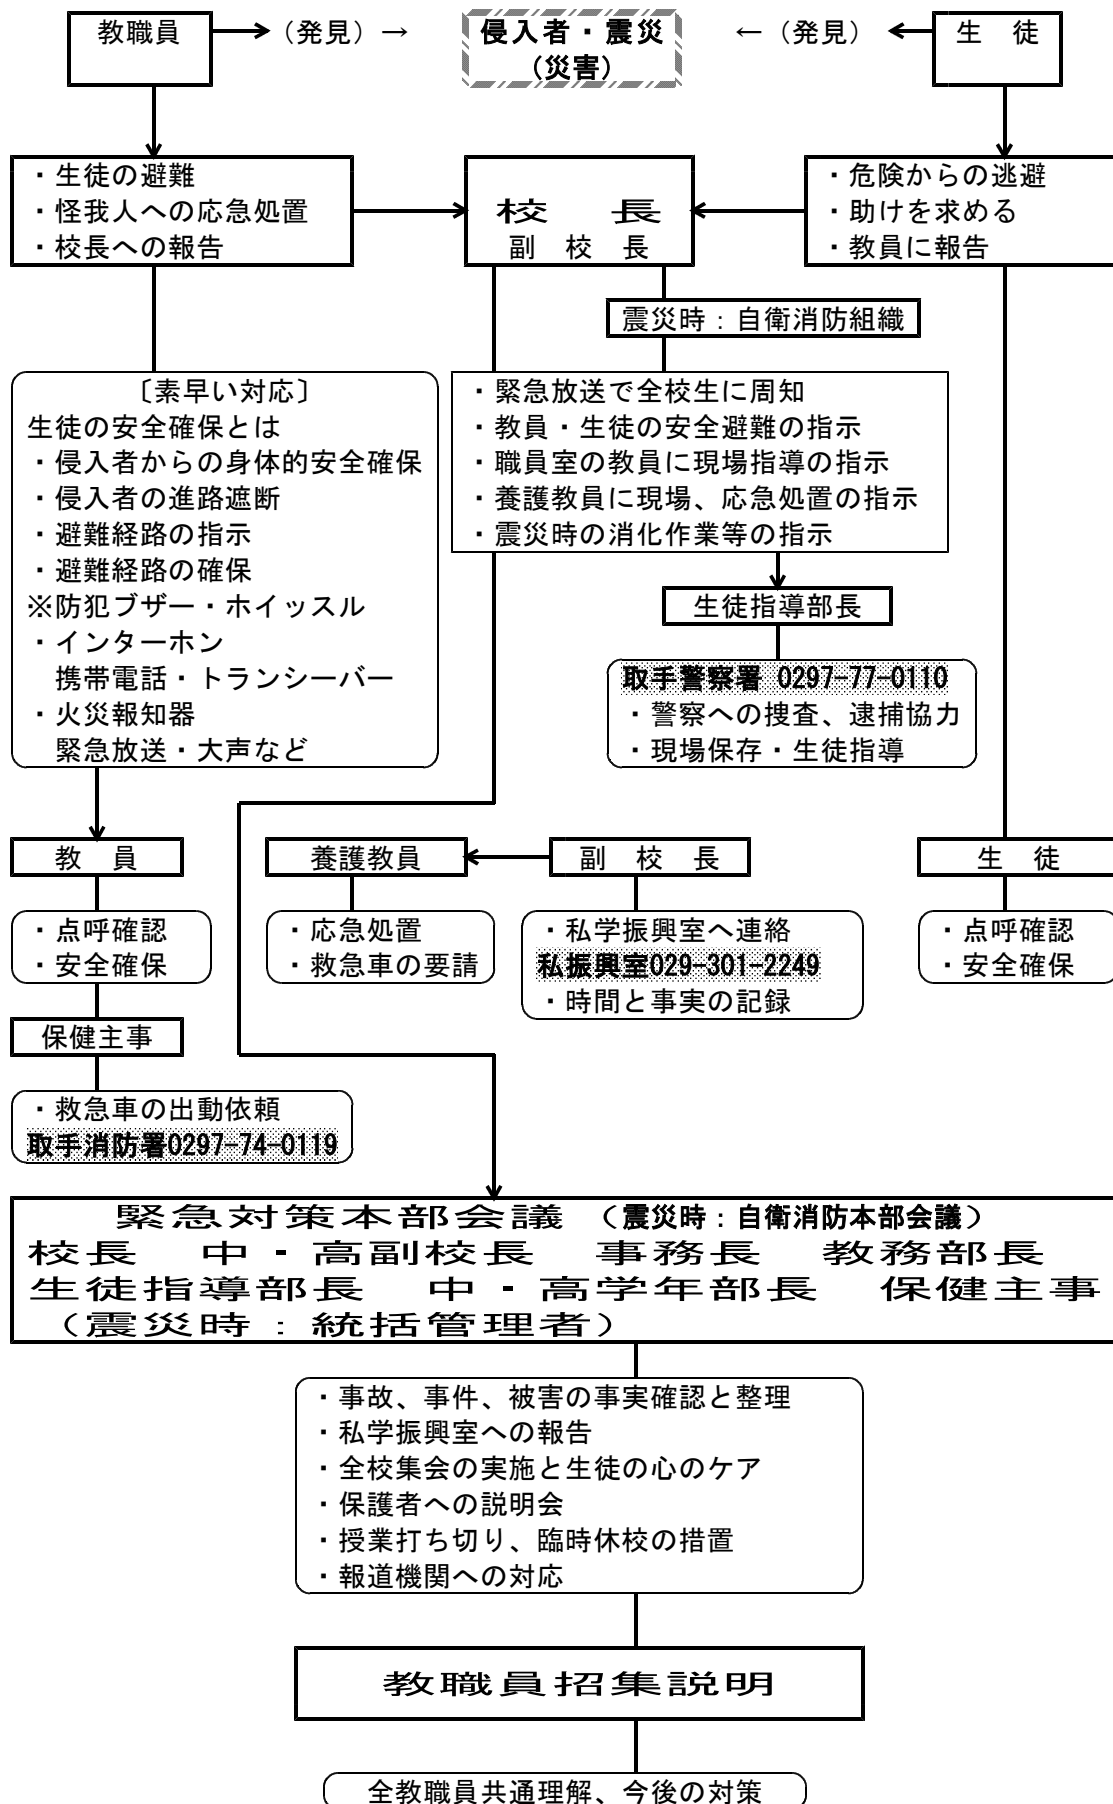 教職員 →（発見）→ 侵入者・震災 ←（発見） ← 生　徒
（災害）
・生徒の避難
・怪我人への応急処置
・校長への報告
校　長
副　校　長
・危険からの逃避
・助けを求める
・教員に報告
震災時：自衛消防組織
〔素早い対応〕
生徒の安全確保とは
・侵入者からの身体的安全確保
・侵入者の進路遮断
・避難経路の指示
・避難経路の確保
※防犯ブザー・ホイッスル
・インターホン
携帯電話・トランシーバー
・火災報知器
緊急放送・大声など
・緊急放送で全校生に周知
・教員・生徒の安全避難の指示
・職員室の教員に現場指導の指示
・養護教員に現場、応急処置の指示
・震災時の消化作業等の指示
生徒指導部長
取手警察署 0297-77-0110
・警察への捜査、逮捕協力
・現場保存・生徒指導
教　員
・点呼確認
・安全確保
保健主事
・救急車の出動依頼
取手消防署0297-74-0119
養護教員
・応急処置
・救急車の要請
副　校　長
・私学振興室へ連絡
私振興室029-301-2249
・時間と事実の記録
生　徒
・点呼確認
・安全確保
緊急対策本部会議 （震災時：自衛消防本部会議）
校長　中・高副校長　事務長　教務部長
生徒指導部長　中・高学年部長　保健主事
（震災時：統括管理者）
・事故、事件、被害の事実確認と整理
・私学振興室への報告
・全校集会の実施と生徒の心のケア
・保護者への説明会
・授業打ち切り、臨時休校の措置
・報道機関への対応
教職員招集説明
全教職員共通理解、今後の対策